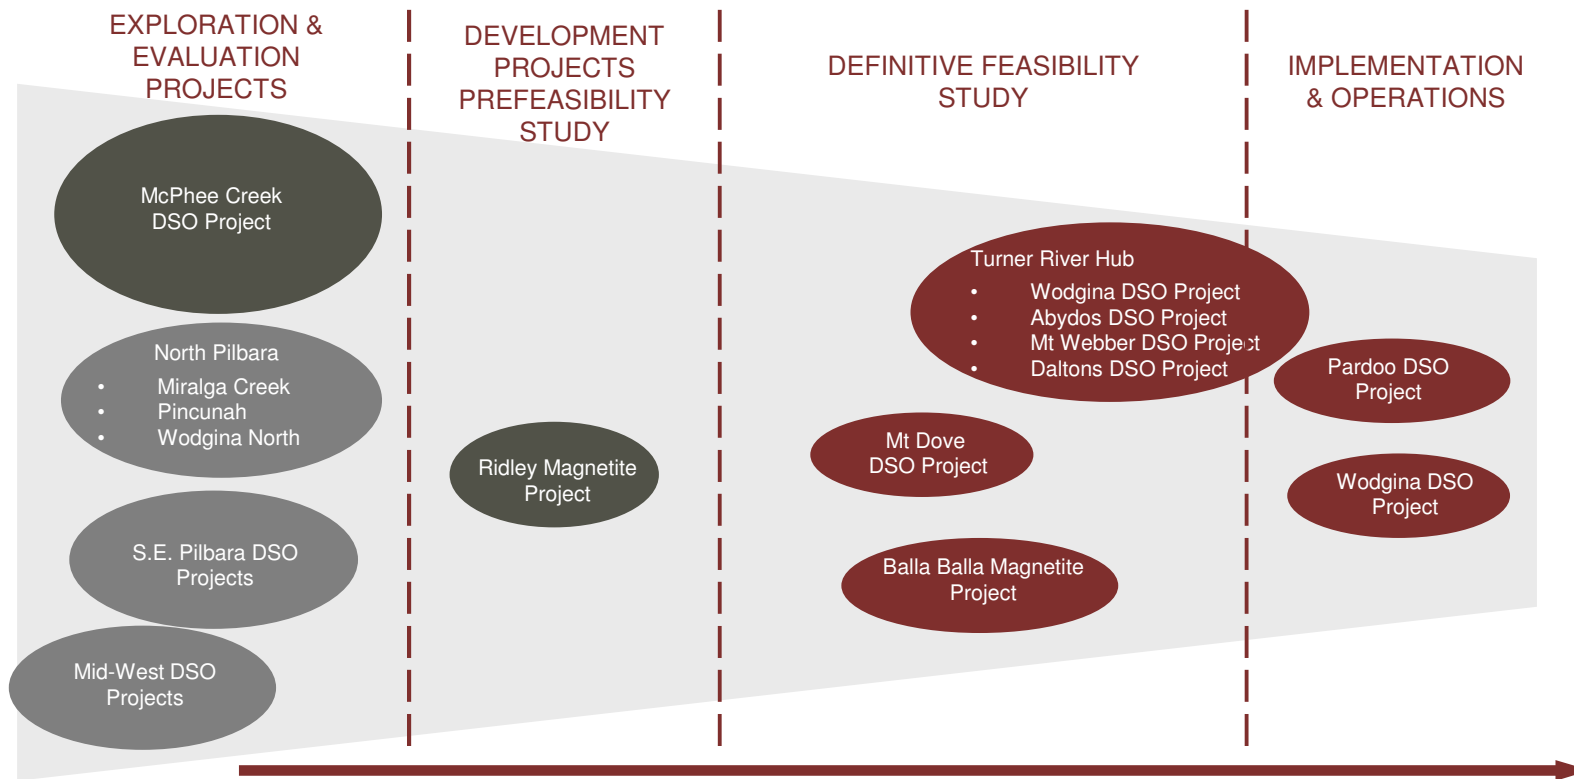 EXPLORATION &
EVALUATION
PROJECTS
DEVELOPMENT
PROJECTS
PREFEASIBILITY
STUDY
DEFINITIVE FEASIBILITY
STUDY
IMPLEMENTATION
& OPERATIONS
McPhee Creek
DSO Project
North Pilbara
• Miralga Creek
• Pincunah
• Wodgina North
S.E. Pilbara DSO
Projects
Mid-West DSO
Projects
Ridley Magnetite
Project
Turner River Hub
• Wodgina DSO Project
• Abydos DSO Project
• Mt Webber DSO Project
• Daltons DSO Project
Mt Dove
DSO Project
Balla Balla Magnetite
Project
Pardoo DSO
Project
Wodgina DSO
Project